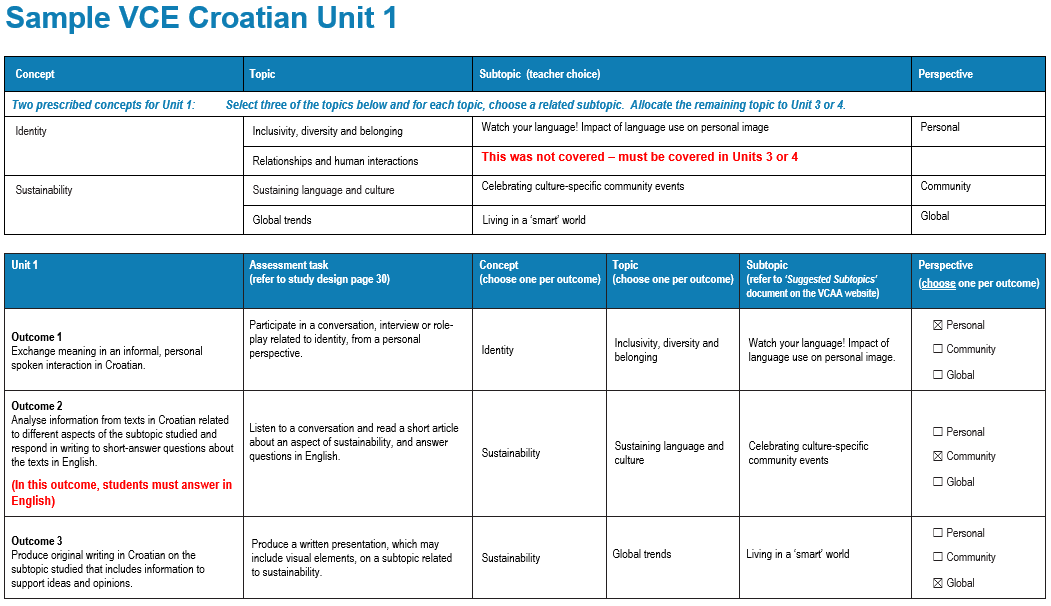 Sample VCE Croatian Unit 1
Concept
Topic
Subtopic (teacher choice)
Perspective
Two prescribed concepts for Unit 1: Select three of the topics below and for each topic, choose a related subtopic. Allocate the remaining topic to Unit 3 or 4.
Identity
Inclusivity, diversity and belonging
Watch your language! Impact of language use on personal image
Personal
Relationships and human interactions
This was not covered – must be covered in Units 3 or 4
Sustainability
Sustaining language and culture
Celebrating culture-specific community events
Community
Global trends
Living in a ‘smart’ world
Global
Unit 1
Assessment task
(refer to study design page 30)
Concept
(choose one per outcome)
Topic
(choose one per outcome)
Subtopic
(refer to ‘Suggested Subtopics’
document on the VCAA website)
Perspective
(choose one per outcome)
Outcome 1
Exchange meaning in an informal, personal
spoken interaction in Croatian.
Participate in a conversation, interview or role-
play related to identity, from a personal
perspective.
Identity
Inclusivity, diversity and
belonging
Watch your language! Impact of
language use on personal image.
☒ Personal
☐ Community
☐ Global
Outcome 2
Analyse information from texts in Croatian related
to different aspects of the subtopic studied and
respond in writing to short-answer questions about
the texts in English.
(In this outcome, students must answer in
English)
Listen to a conversation and read a short article
about an aspect of sustainability, and answer
questions in English.
Sustainability
Sustaining language and
culture
Celebrating culture-specific
community events
☐ Personal
☒ Community
☐ Global
Outcome 3
Produce original writing in Croatian on the
subtopic studied that includes information to
support ideas and opinions.
Produce a written presentation, which may
include visual elements, on a subtopic related
to sustainability.
Sustainability
Global trends
Living in a ‘smart’ world
☐ Personal
☐ Community
☒ Global